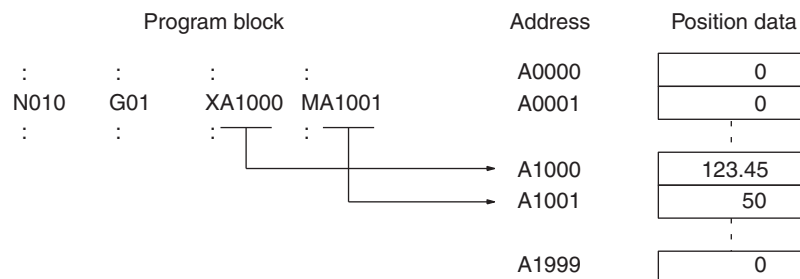 Program block Address Position data
: : : : A0000 0
N010 G01 XA1000 MA1001 A0001 0
: : : :
A1000 123.45
A1001 50
A1999 0